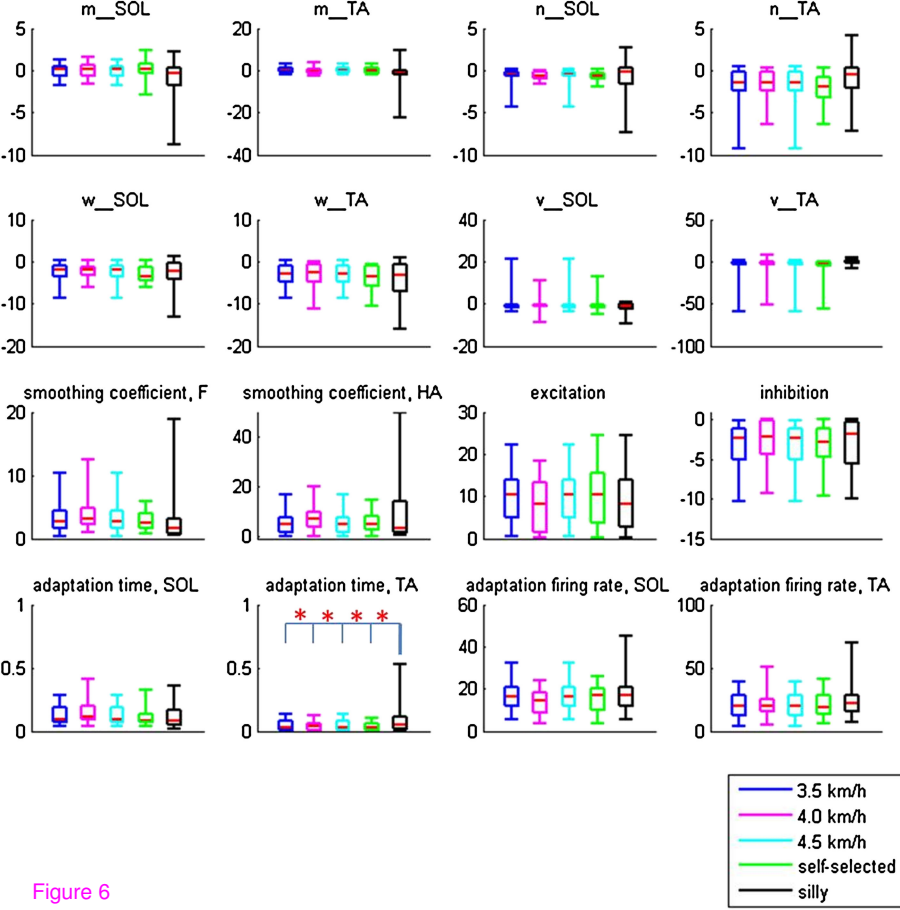 m__SOL
m__TA
n__SOL
n__TA
5
0
-5
-10
20
0
-20
-40
5
0
-5
-10
5
0
-5
-10
w__SOL
w__TA
v__SOL
v__TA
10
0
-10
-20
10
0
-10
-20
40
20
0
-20
50
0
-50
-100
smoothing coefficient, F
smoothing coefficient, HA
excitation
inhibition
20
10
0
40
20
0
30
20
10
0
0
-5
-10
-15
adaptation time, SOL
adaptation time, TA
adaptation firing rate, SOL
adaptation firing rate, TA
1
0.5
0
1
0.5
0
* * * *
60
40
20
0
100
50
0
3.5 km/h
4.0 km/h
4.5 km/h
self-selected
silly
Figure 6